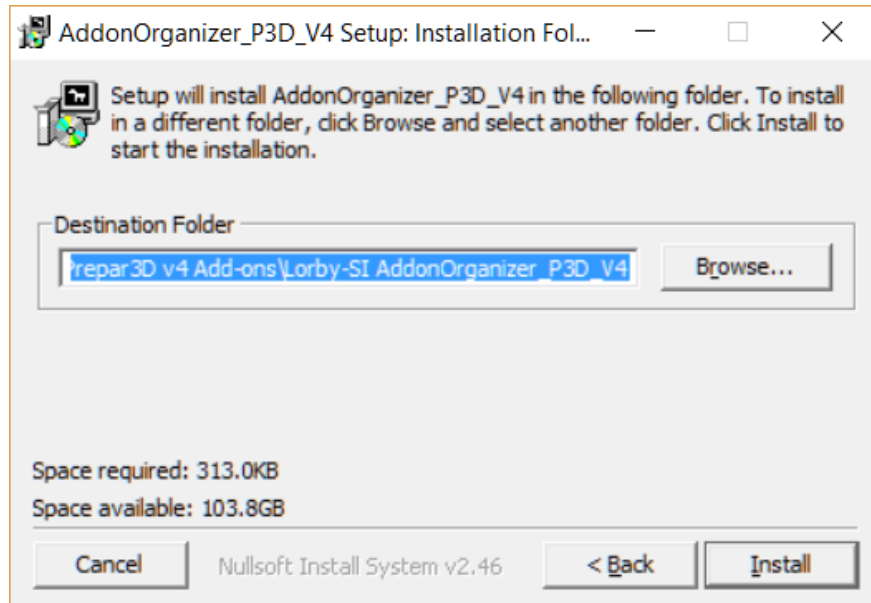 AddonOrganizer_P3D_V4 Setup: Installation Fol...
Setup will install AddonOrganizer_P3D_V4 in the following folder. To install
in a different folder, click Browse and select another folder. Click Install to
start the installation.
Destination Folder
Prepar3D v4 Add-ons\Lorby-SI AddonOrganizer_P3D_V4
Browse...
Space required: 313.0KB
Space available: 103.8GB
Cancel
Nullsoft Install System v2.46
< Back
Install